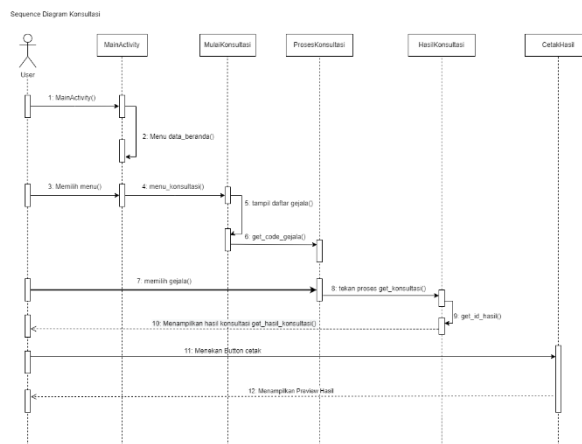 Sequence Diagram Konsultasi
MainActivity
MulaiKonsultasi
ProsesKonsultasi
HasilKonsultasi
CetakHasil
User
1: MainActivity()
2: Menu data_beranda()
3. Memilih menu()
4: menu_konsultasi()
5: tampil daftar gejala()
6: get_code_gejala()
7: memilih gejala()
8: tekan proses get_konsultasi()
9: get_id_hasil()
10: Menampilkan hasil konsultasi get_hasil_konsultasi()
11: Menekan Button cetak
12: Menampilkan Preview Hasil